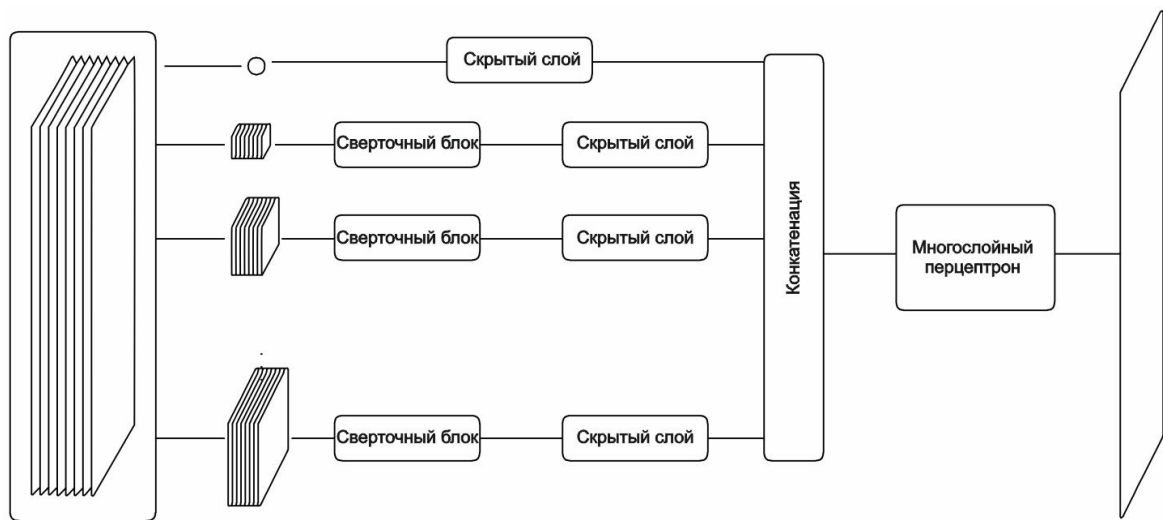 Скрытый слой
Сверточный блок
Скрытый слой
Сверточный блок
Скрытый слой
Сверточный блок
Скрытый слой
Конкатенация
Многослойный
перцептрон